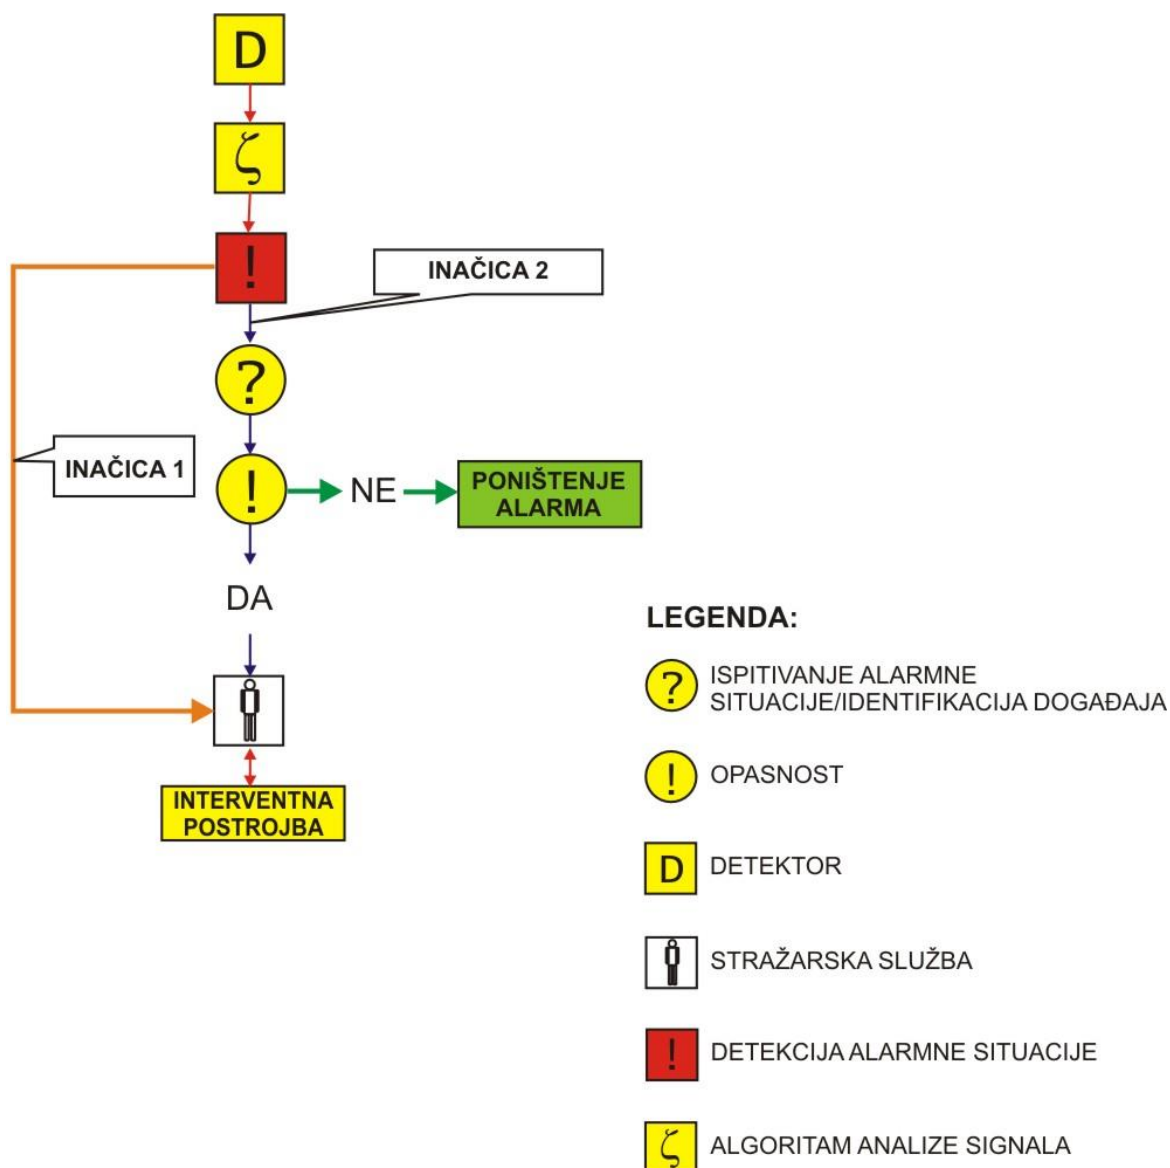 D
ζ
!
INAČICA 2
?
INAČICA 1
!
NE
PONIŠTENJE
ALARMA
DA
INTERVENTNA
POSTROJBA
LEGENDA:
?
ISPITIVANJE ALARMNE
SITUACIJE/IDENTIFIKACIJA DOGAĐAJA
!
OPASNOST
D
DETEKTOR
STRAŽARSKA SLUŽBA
!
DETEKCIJA ALARMNE SITUACIJE
ζ
ALGORITAM ANALIZE SIGNALA